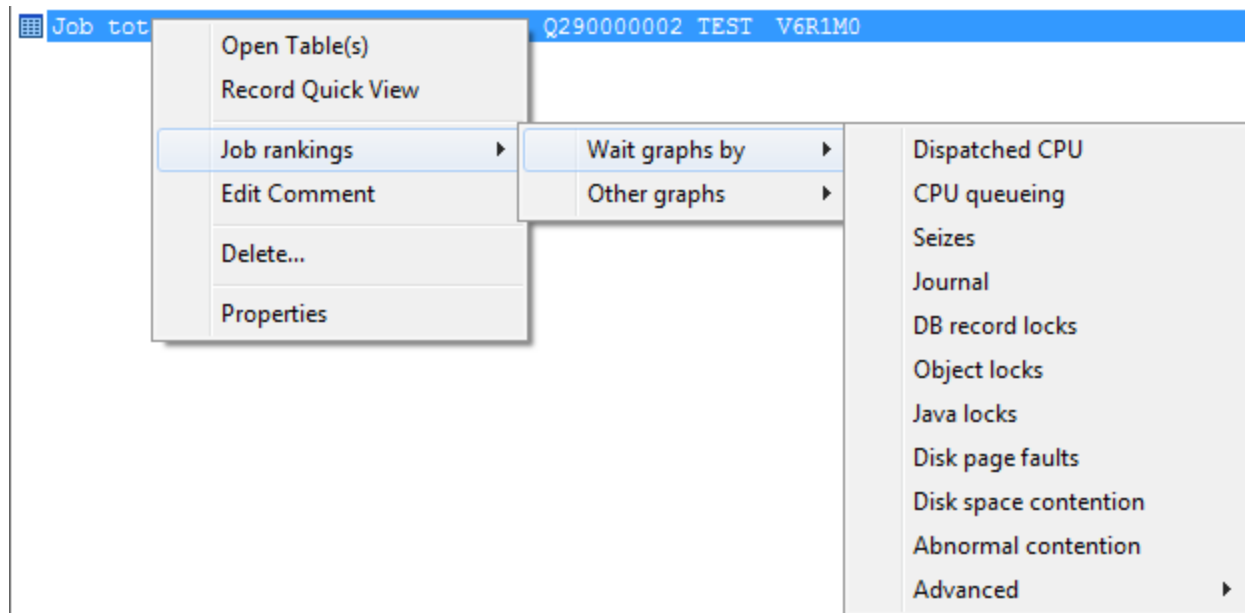 Job tot Q290000002 TEST V6R1M0
Open Table(s)
Record Quick View
Job rankings
Edit Comment
Delete...
Properties
Wait graphs by
Other graphs
Dispatched CPU
CPU queueing
Seizes
Journal
DB record locks
Object locks
Java locks
Disk page faults
Disk space contention
Abnormal contention
Advanced